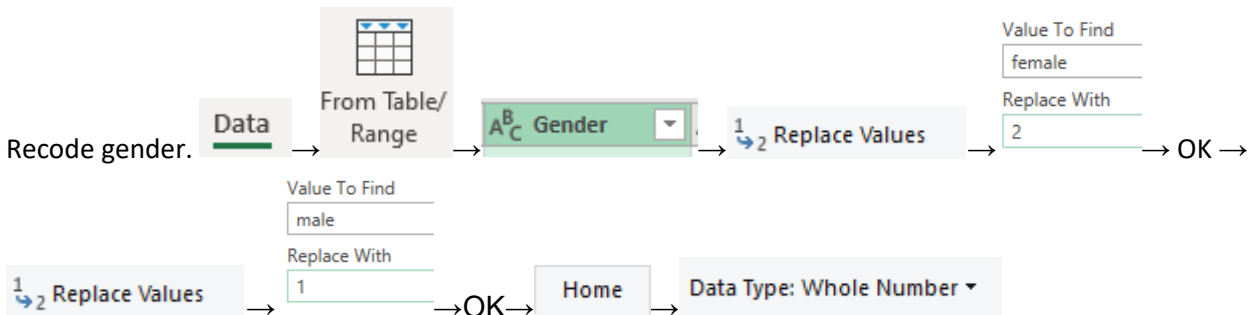 Value To Find
female
From Table/
Range
Replace With
Recode gender. Data → → ABC Gender → 1 2 Replace Values → 2 → OK →
Value To Find
male
Replace With
1 2 Replace Values → 1 →OK→ Home → Data Type: Whole Number